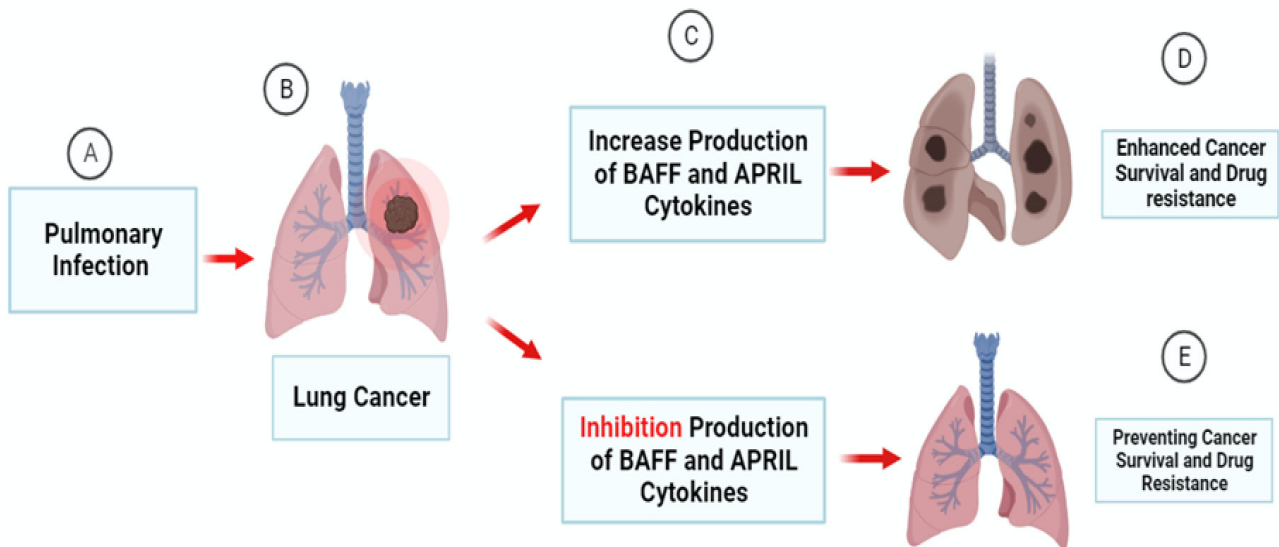 A
Pulmonary
Infection
B
Lung Cancer
C
Increase Production
of BAFF and APRIL
Cytokines
D
Enhanced Cancer
Survival and Drug
resistance
Inhibition Production
of BAFF and APRIL
Cytokines
E
Preventing Cancer
Survival and Drug
Resistance